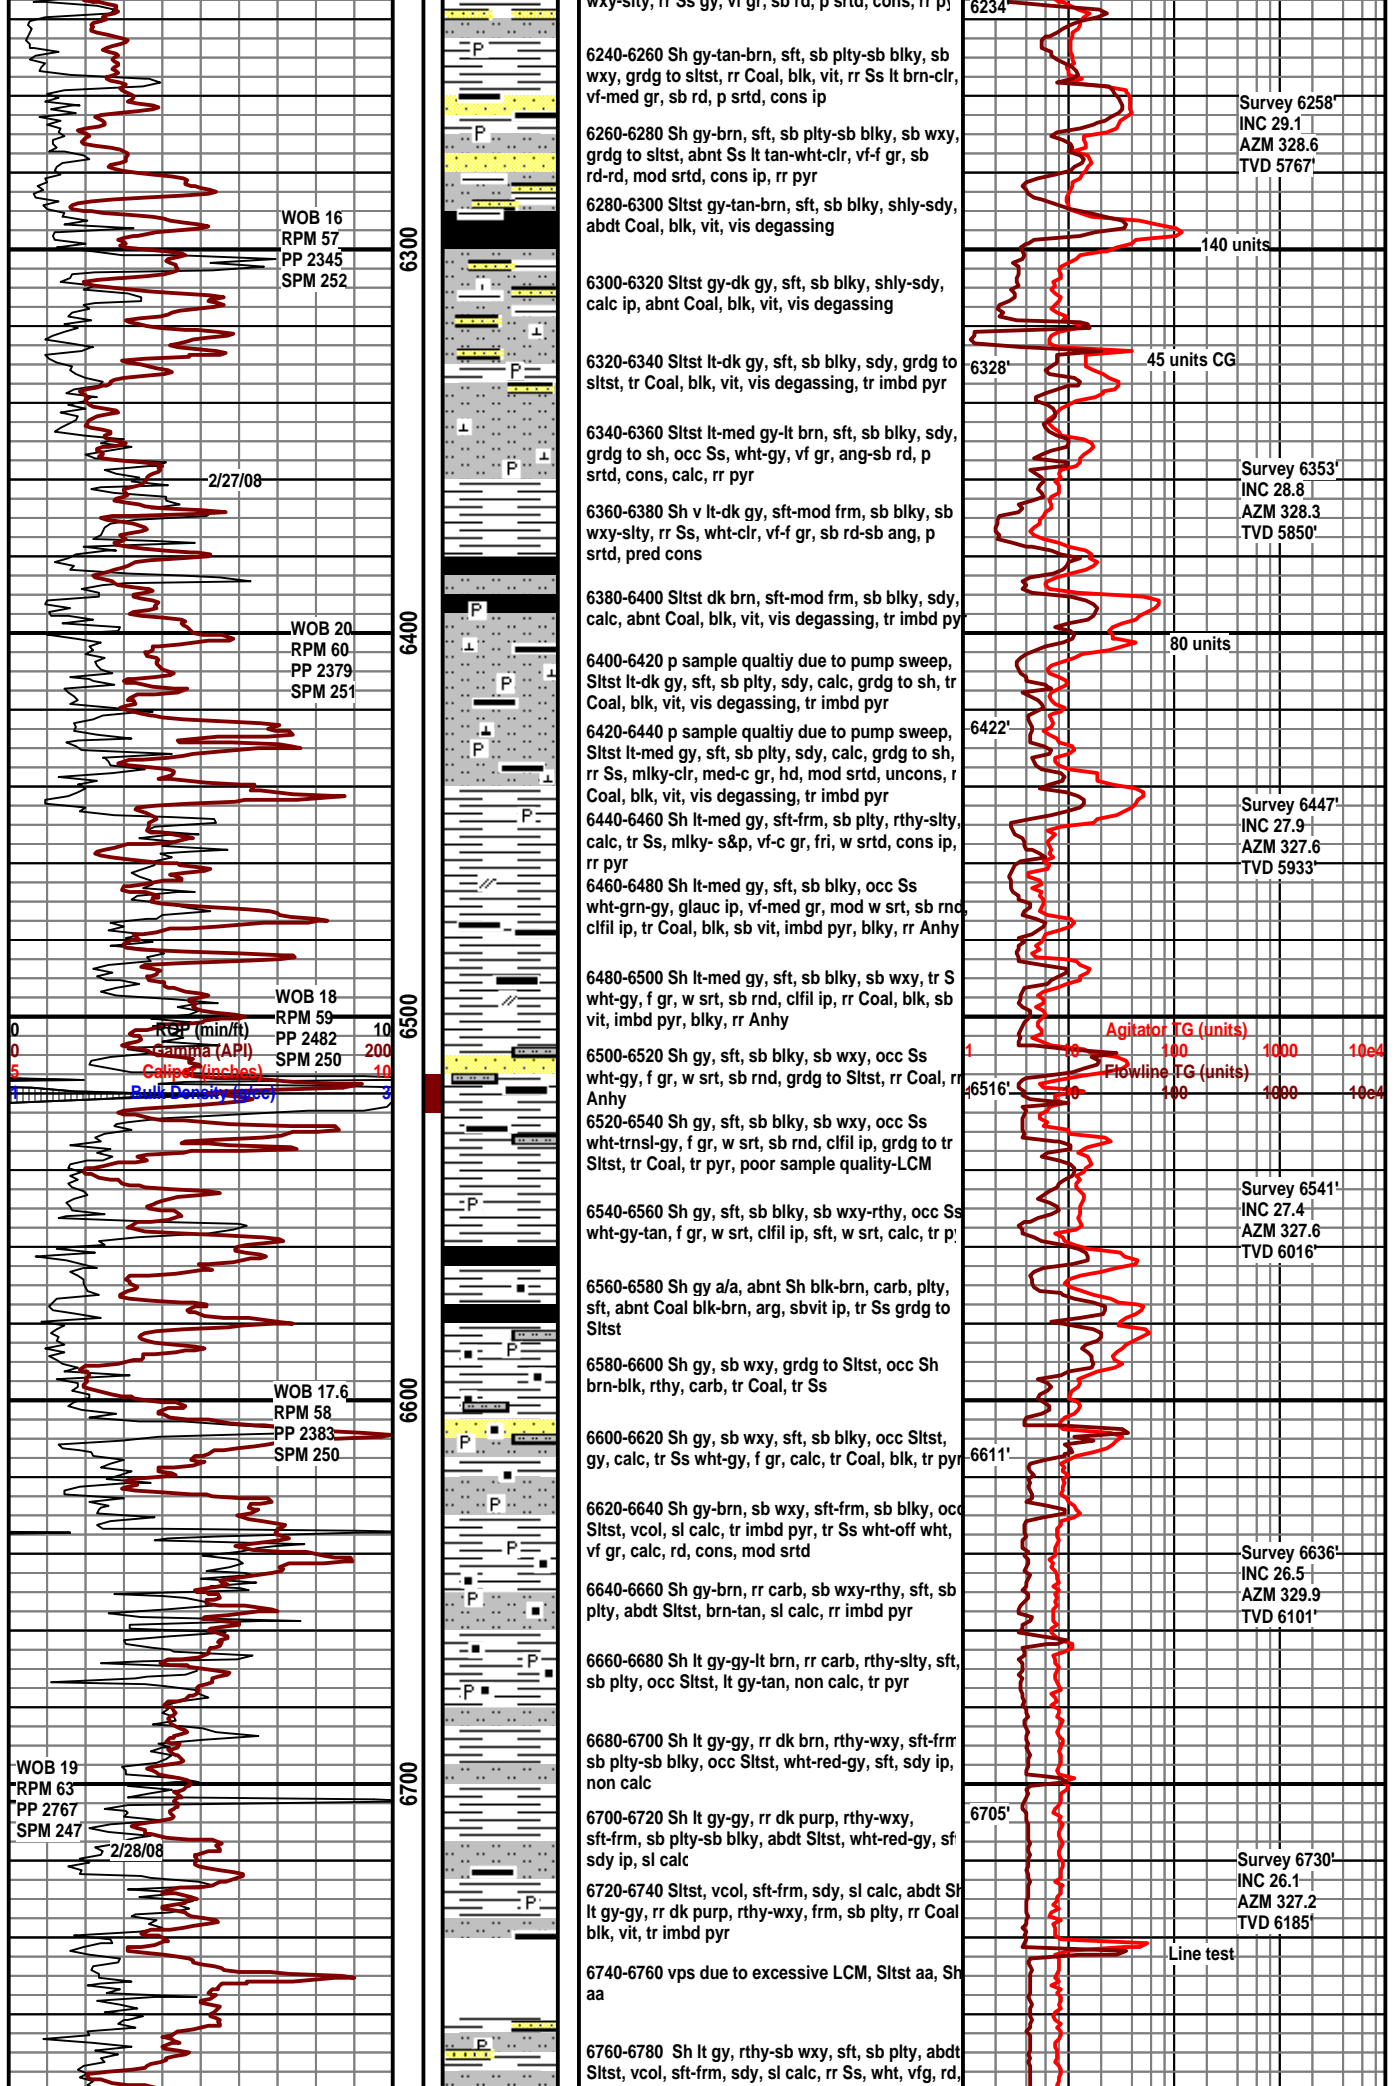 wxy-slty, rr Ss gy, vf gr, sb rd, p srtd, cons, rr py
6234'
6240-6260 Sh gy-tan-brn, sft, sb plty-sb blky, sb
wxy, grdg to sltst, rr Coal, blk, vit, rr Ss lt brn-clr,
vf-med gr, sb rd, p srtd, cons ip
Survey 6258'
INC 29.1
AZM 328.6
TVD 5767'
6260-6280 Sh gy-brn, sft, sb plty-sb blky, sb wxy,
grdg to sltst, abnt Ss lt tan-wht-clr, vf-f gr, sb
rd-rd, mod srtd, cons ip, rr pyr
6280-6300 Sltst gy-tan-brn, sft, sb blky, shly-sdy,
abdt Coal, blk, vit, vis degassing
WOB 16
RPM 57
PP 2345
SPM 252
6300
140 units
6300-6320 Sltst gy-dk gy, sft, sb blky, shly-sdy,
calc ip, abnt Coal, blk, vit, vis degassing
6320-6340 Sltst lt-dk gy, sft, sb blky, sdy, grdg to
sltst, tr Coal, blk, vit, vis degassing, tr imbd pyr
45 units CG
6328'
6340-6360 Sltst lt-med gy-lt brn, sft, sb blky, sdy,
grdg to sh, occ Ss, wht-gy, vf gr, ang-sb rd, p
srtd, cons, calc, rr pyr
2/27/08
Survey 6353'
INC 28.8
AZM 328.3
TVD 5850'
6360-6380 Sh v lt-dk gy, sft-mod frm, sb blky, sb
wxy-slty, rr Ss, wht-clr, vf-f gr, sb rd-sb ang, p
srtd, pred cons
6380-6400 Sltst dk brn, sft-mod frm, sb blky, sdy,
calc, abnt Coal, blk, vit, vis degassing, tr imbd py
WOB 20
RPM 60
PP 2379
SPM 251
6400
80 units
6400-6420 p sample qualtiy due to pump sweep,
Sltst lt-dk gy, sft, sb plty, sdy, calc, grdg to sh, tr
Coal, blk, vit, vis degassing, tr imbd pyr
6422'
6420-6440 p sample qualtiy due to pump sweep,
Sltst lt-med gy, sft, sb plty, sdy, calc, grdg to sh,
rr Ss, mlky-clr, med-c gr, hd, mod srtd, uncons, r
Coal, blk, vit, vis degassing, tr imbd pyr
Survey 6447'
INC 27.9
AZM 327.6
TVD 5933'
6440-6460 Sh lt-med gy, sft-frm, sb plty, rthy-slty,
calc, tr Ss, mlky- s&p, vf-c gr, fri, w srtd, cons ip,
rr pyr
6460-6480 Sh lt-med gy, sft, sb blky, occ Ss
wht-grn-gy, glauc ip, vf-med gr, mod w srt, sb rnd,
clfil ip, tr Coal, blk, sb vit, imbd pyr, blky, rr Anhy
6480-6500 Sh lt-med gy, sft, sb blky, sb wxy, tr S
wht-gy, f gr, w srt, sb rnd, clfil ip, rr Coal, blk, sb
vit, imbd pyr, blky, rr Anhy
WOB 18
RPM 59
PP 2482
SPM 250
6500
0 ROP (min/ft) 10
0 Gamma (API) 200
5 Caliper (inches) 10
1 Bulk Density (g/cc) 3
Agitator TG (units)
1 10 100 1000 10e4
Flowline TG (units)
1 10 100 1000 10e4
6516'
6500-6520 Sh gy, sft, sb blky, sb wxy, occ Ss
wht-gy, f gr, w srt, sb rnd, grdg to Sltst, rr Coal, rr
Anhy
6520-6540 Sh gy, sft, sb blky, sb wxy, occ Ss
wht-trnsl-gy, f gr, w srt, sb rnd, clfil ip, grdg to tr
Sltst, tr Coal, tr pyr, poor sample quality-LCM
Survey 6541'
INC 27.4
AZM 327.6
TVD 6016'
6540-6560 Sh gy, sft, sb blky, sb wxy-rthy, occ Ss
wht-gy-tan, f gr, w srt, clfil ip, sft, w srt, calc, tr py
6560-6580 Sh gy a/a, abnt Sh blk-brn, carb, plty,
sft, abnt Coal blk-brn, arg, sbvit ip, tr Ss grdg to
Sltst
6580-6600 Sh gy, sb wxy, grdg to Sltst, occ Sh
brn-blk, rthy, carb, tr Coal, tr Ss
WOB 17.6
RPM 58
PP 2383
SPM 250
6600
6600-6620 Sh gy, sb wxy, sft, sb blky, occ Sltst,
gy, calc, tr Ss wht-gy, f gr, calc, tr Coal, blk, tr pyr
6611'
6620-6640 Sh gy-brn, sb wxy, sft-frm, sb blky, occ
Sltst, vcol, sl calc, tr imbd pyr, tr Ss wht-off wht,
vf gr, calc, rd, cons, mod srtd
Survey 6636'
INC 26.5
AZM 329.9
TVD 6101'
6640-6660 Sh gy-brn, rr carb, sb wxy-rthy, sft, sb
plty, abdt Sltst, brn-tan, sl calc, rr imbd pyr
6660-6680 Sh lt gy-gy-lt brn, rr carb, rthy-slty, sft,
sb plty, occ Sltst, lt gy-tan, non calc, tr pyr
6680-6700 Sh lt gy-gy, rr dk brn, rthy-wxy, sft-frm
sb plty-sb blky, occ Sltst, wht-red-gy, sft, sdy ip,
non calc
WOB 19
RPM 63
PP 2767
SPM 247
6700
6705'
6700-6720 Sh lt gy-gy, rr dk purp, rthy-wxy,
sft-frm, sb plty-sb blky, abdt Sltst, wht-red-gy, sf
sdy ip, sl calc
2/28/08
Survey 6730'
INC 26.1
AZM 327.2
TVD 6185'
6720-6740 Sltst, vcol, sft-frm, sdy, sl calc, abdt Sh
lt gy-gy, rr dk purp, rthy-wxy, frm, sb plty, rr Coal
blk, vit, tr imbd pyr
Line test
6740-6760 vps due to excessive LCM, Sltst aa, Sh
aa
6760-6780 Sh lt gy, rthy-sb wxy, sft, sb plty, abdt
Sltst, vcol, sft-frm, sdy, sl calc, rr Ss, wht, vfg, rd,